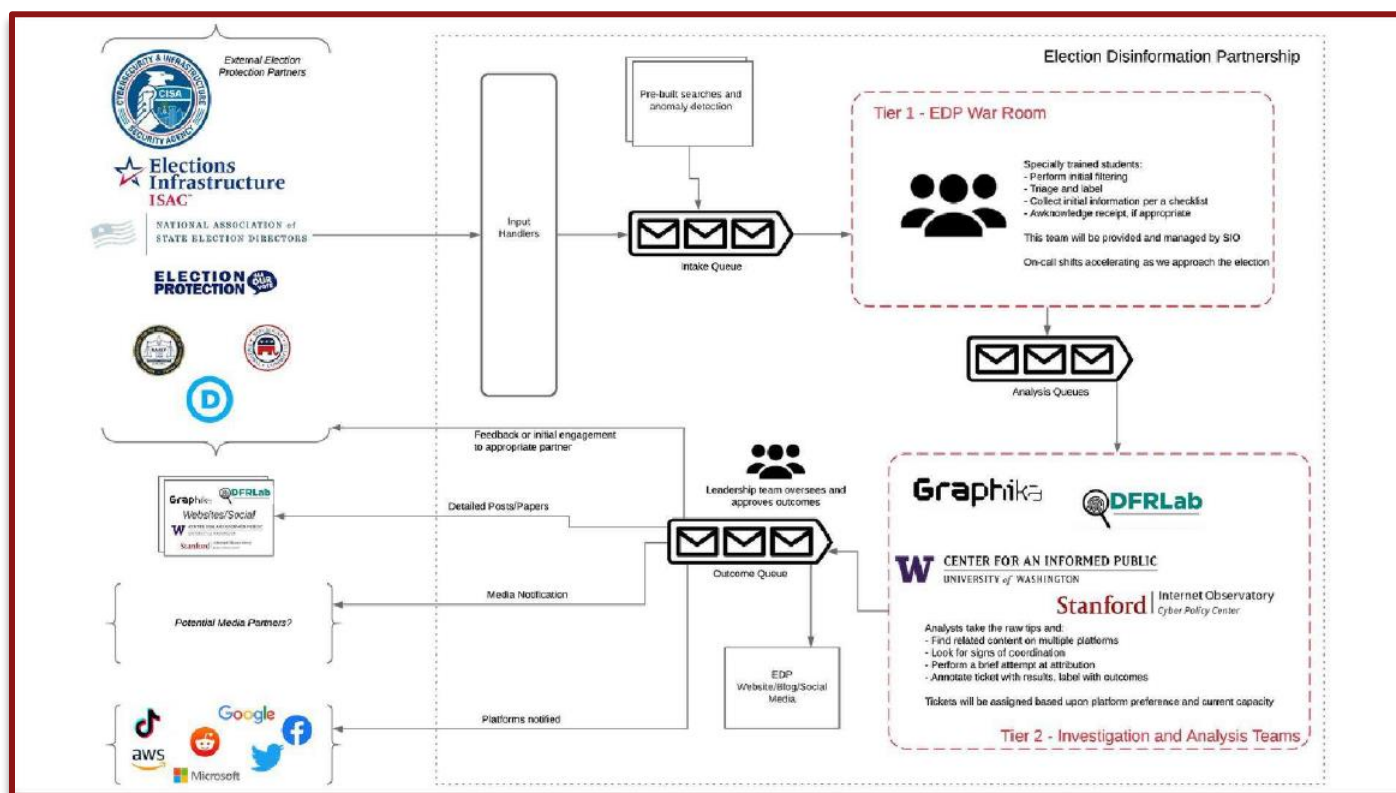 External Election
Protection Partners
CYBERSECURITY & INFRASTRUCTURE
CISA
SECURITY AGENCY
Elections
Infrastructure
ISAC
NATIONAL ASSOCIATION of
STATE ELECTION DIRECTORS
ELECTION
PROTECTION
OUR
VOTE
D
Election Disinformation Partnership
Input
Handlers
Pre-built searches and
anomaly detection
Intake Queue
Tier 1 - EDP War Room
Specially trained students:
- Perform initial filtering
- Triage and label
- Collect initial information per a checklist
- Awknowledge receipt, if appropriate
This team will be provided and managed by SIO
On-call shifts accelerating as we approach the election
Analysis Queues
Graphika
DFRLab
W CENTER FOR AN INFORMED PUBLIC
UNIVERSITY of WASHINGTON
Stanford Internet Observatory
Cyber Policy Center
Analysts take the raw tips and:
- Find related content on multiple platforms
- Look for signs of coordination
- Perform a brief attempt at attribution
- Annotate ticket with results, label with outcomes
Tickets will be assigned based upon platform preference and current capacity
Tier 2 - Investigation and Analysis Teams
Leadership team oversees and
approves outcomes
Outcome Queue
EDP
Website/Blog/Social
Media
Feedback or initial engagement
to appropriate partner
Detailed Posts/Papers
Media Notification
Platforms notified
Graphika DFRLab
Websites/Social
W
Stanford
Potential Media Partners?
Google
aws
Microsoft